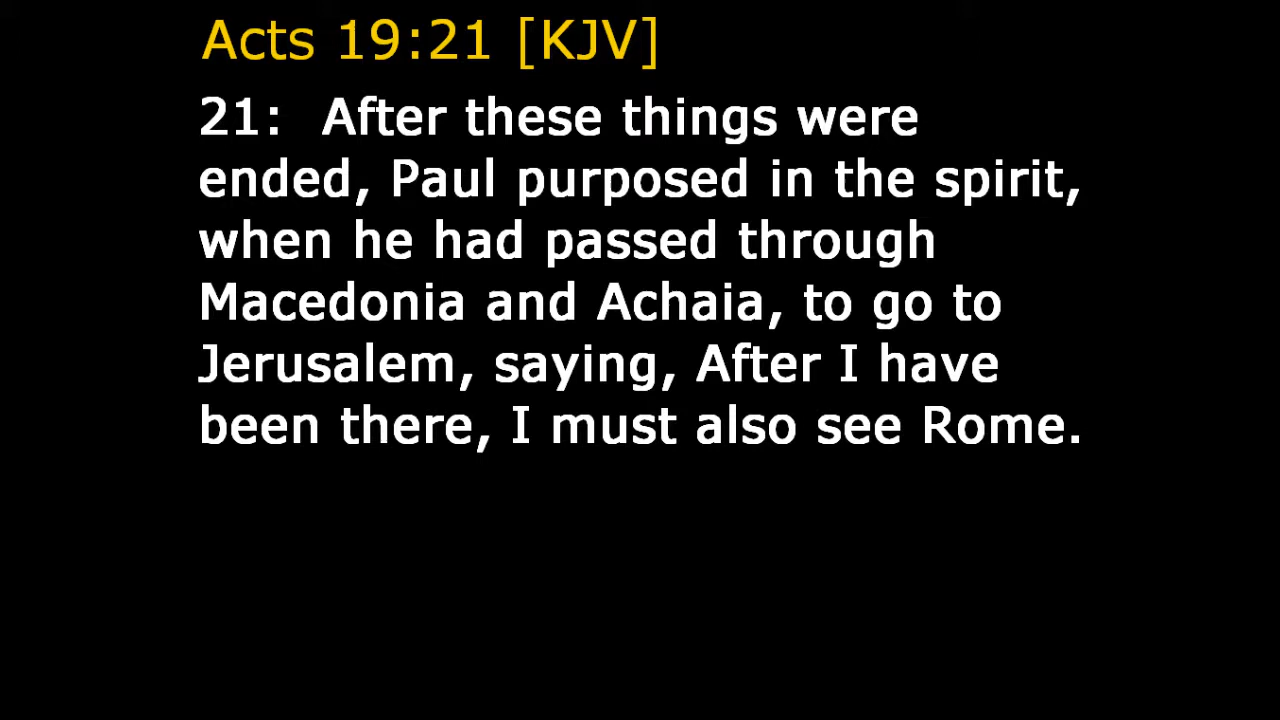 Acts 19:21 [KJV]
21: After these things were
ended, Paul purposed in the spirit,
when he had passed through
Macedonia and Achaia, to go to
Jerusalem, saying, After I have
been there, I must also see Rome.